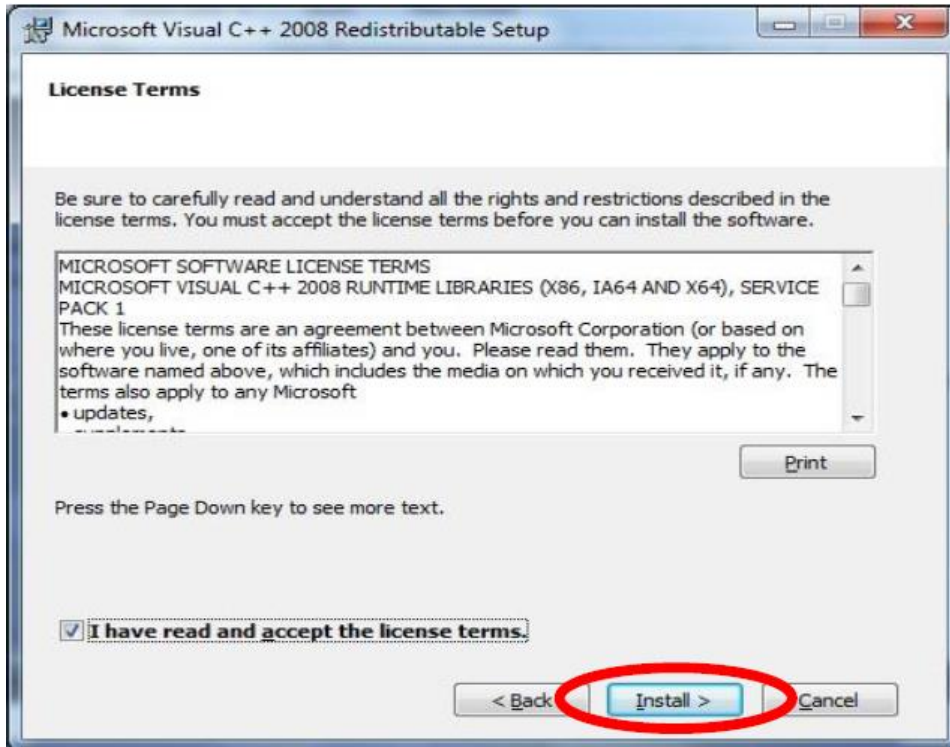 Microsoft Visual C++ 2008 Redistributable Setup
License Terms
Be sure to carefully read and understand all the rights and restrictions described in the
license terms. You must accept the license terms before you can install the software.
MICROSOFT SOFTWARE LICENSE TERMS
MICROSOFT VISUAL C++ 2008 RUNTIME LIBRARIES (X86, IA64 AND X64), SERVICE
PACK 1
These license terms are an agreement between Microsoft Corporation (or based on
where you live, one of its affiliates) and you.  Please read them.  They apply to the
software named above, which includes the media on which you received it, if any.  The
terms also apply to any Microsoft
• updates,
Print
Press the Page Down key to see more text.
I have read and accept the license terms.
< Back
Install >
Cancel